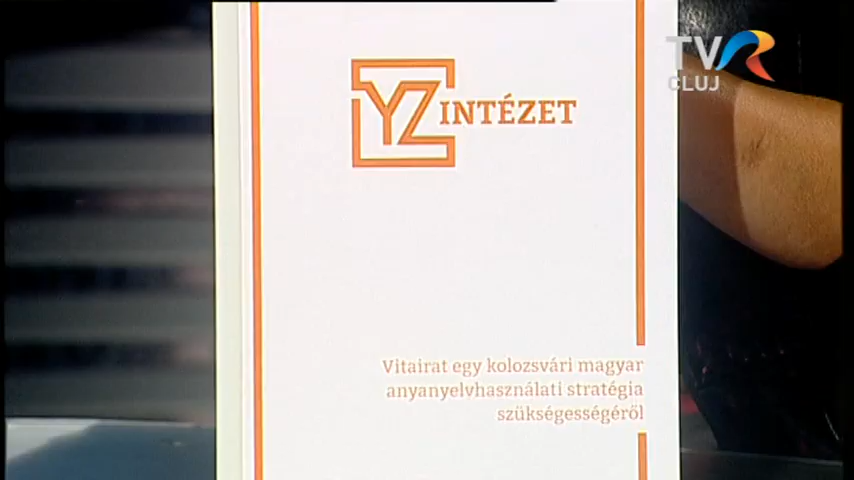 TVR
CLUJ
YZ INTÉZET
Vitairat egy kolozsvári magyar
anyanyelvhasználati stratégia
szükségességéről